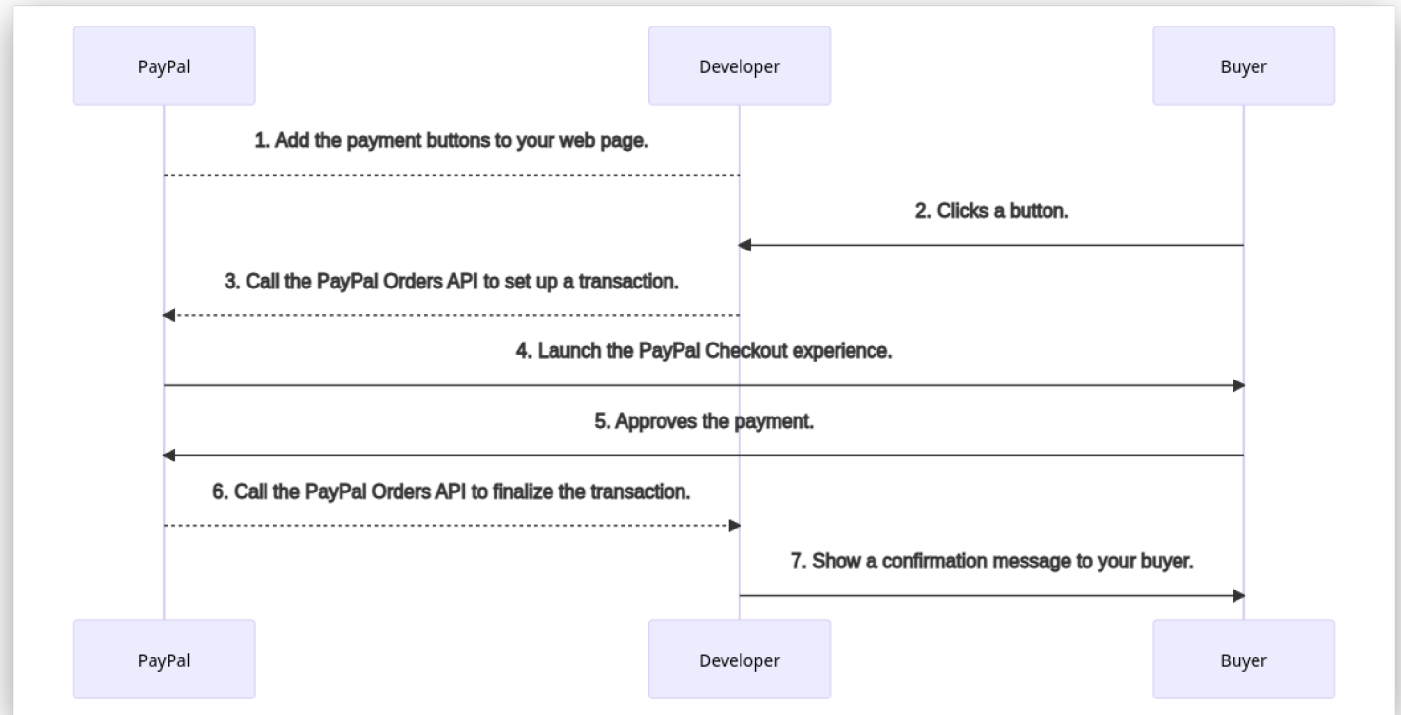 PayPal
Developer
Buyer
1. Add the payment buttons to your web page.
2. Clicks a button.
3. Call the PayPal Orders API to set up a transaction.
4. Launch the PayPal Checkout experience.
5. Approves the payment.
6. Call the PayPal Orders API to finalize the transaction.
7. Show a confirmation message to your buyer.
PayPal
Developer
Buyer